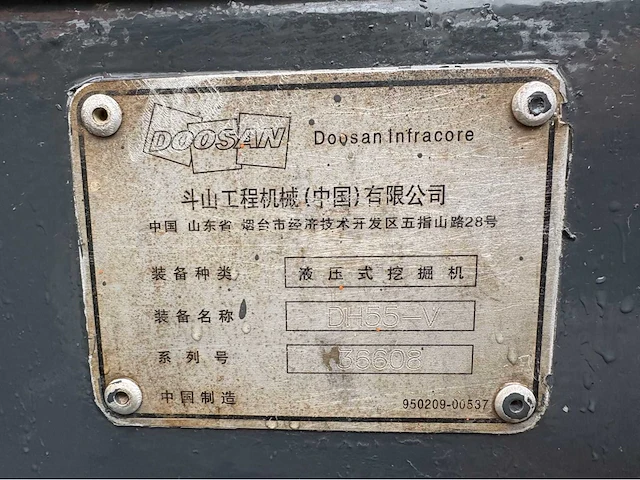 DOOSAN Doosan Infracore
斗山工程机械(中国)有限公司
中国 山东省 烟台市经济技术开发区五指山路28号
装备种类 液压式挖掘机
装备名称 DH55-V
系列号 36608
中国制造 950209-00537